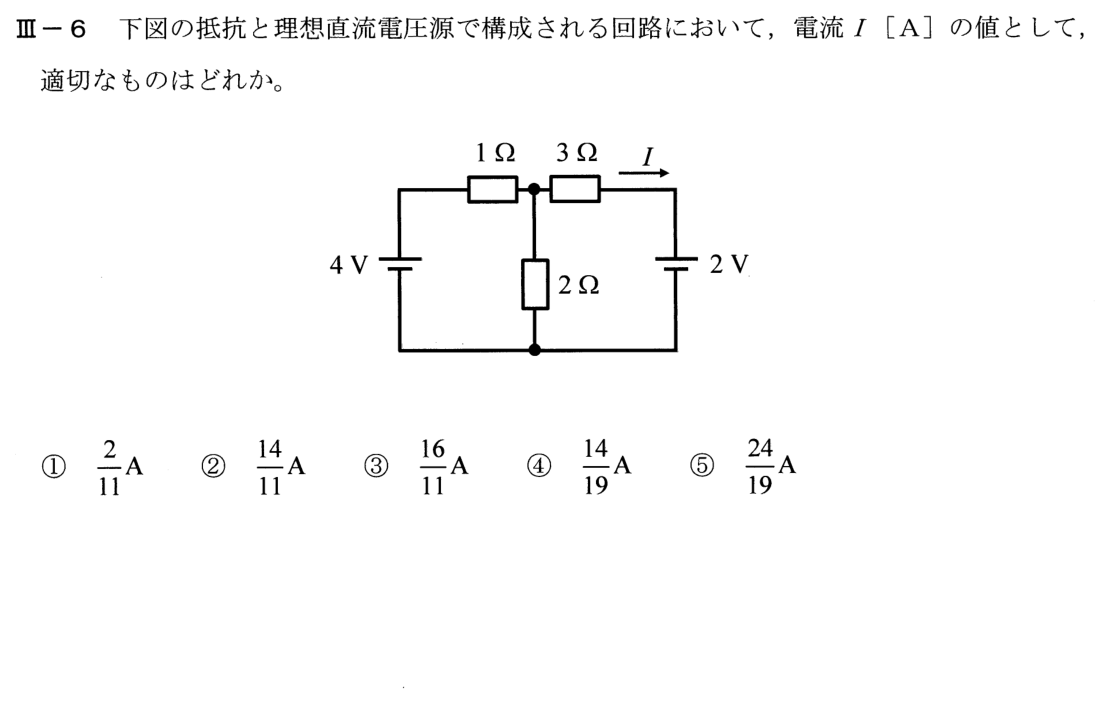 Ⅲ－６　下図の抵抗と理想直流電圧源で構成される回路において，電流 I ［A］の値として，
適切なものはどれか。
1 Ω　3 Ω　I
4 V　2 Ω　2 V
① 2/11 A　② 14/11 A　③ 16/11 A　④ 14/19 A　⑤ 24/19 A